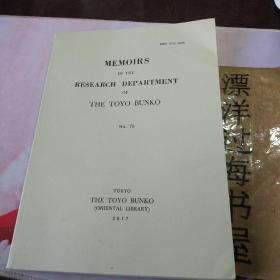 MEMOIRS
OF THE
RESEARCH DEPARTMENT
OF
THE TOYO BUNKO
No. 75
TOKYO
THE TOYO BUNKO
(ORIENTAL LIBRARY)
2017
漂洋过海书屋